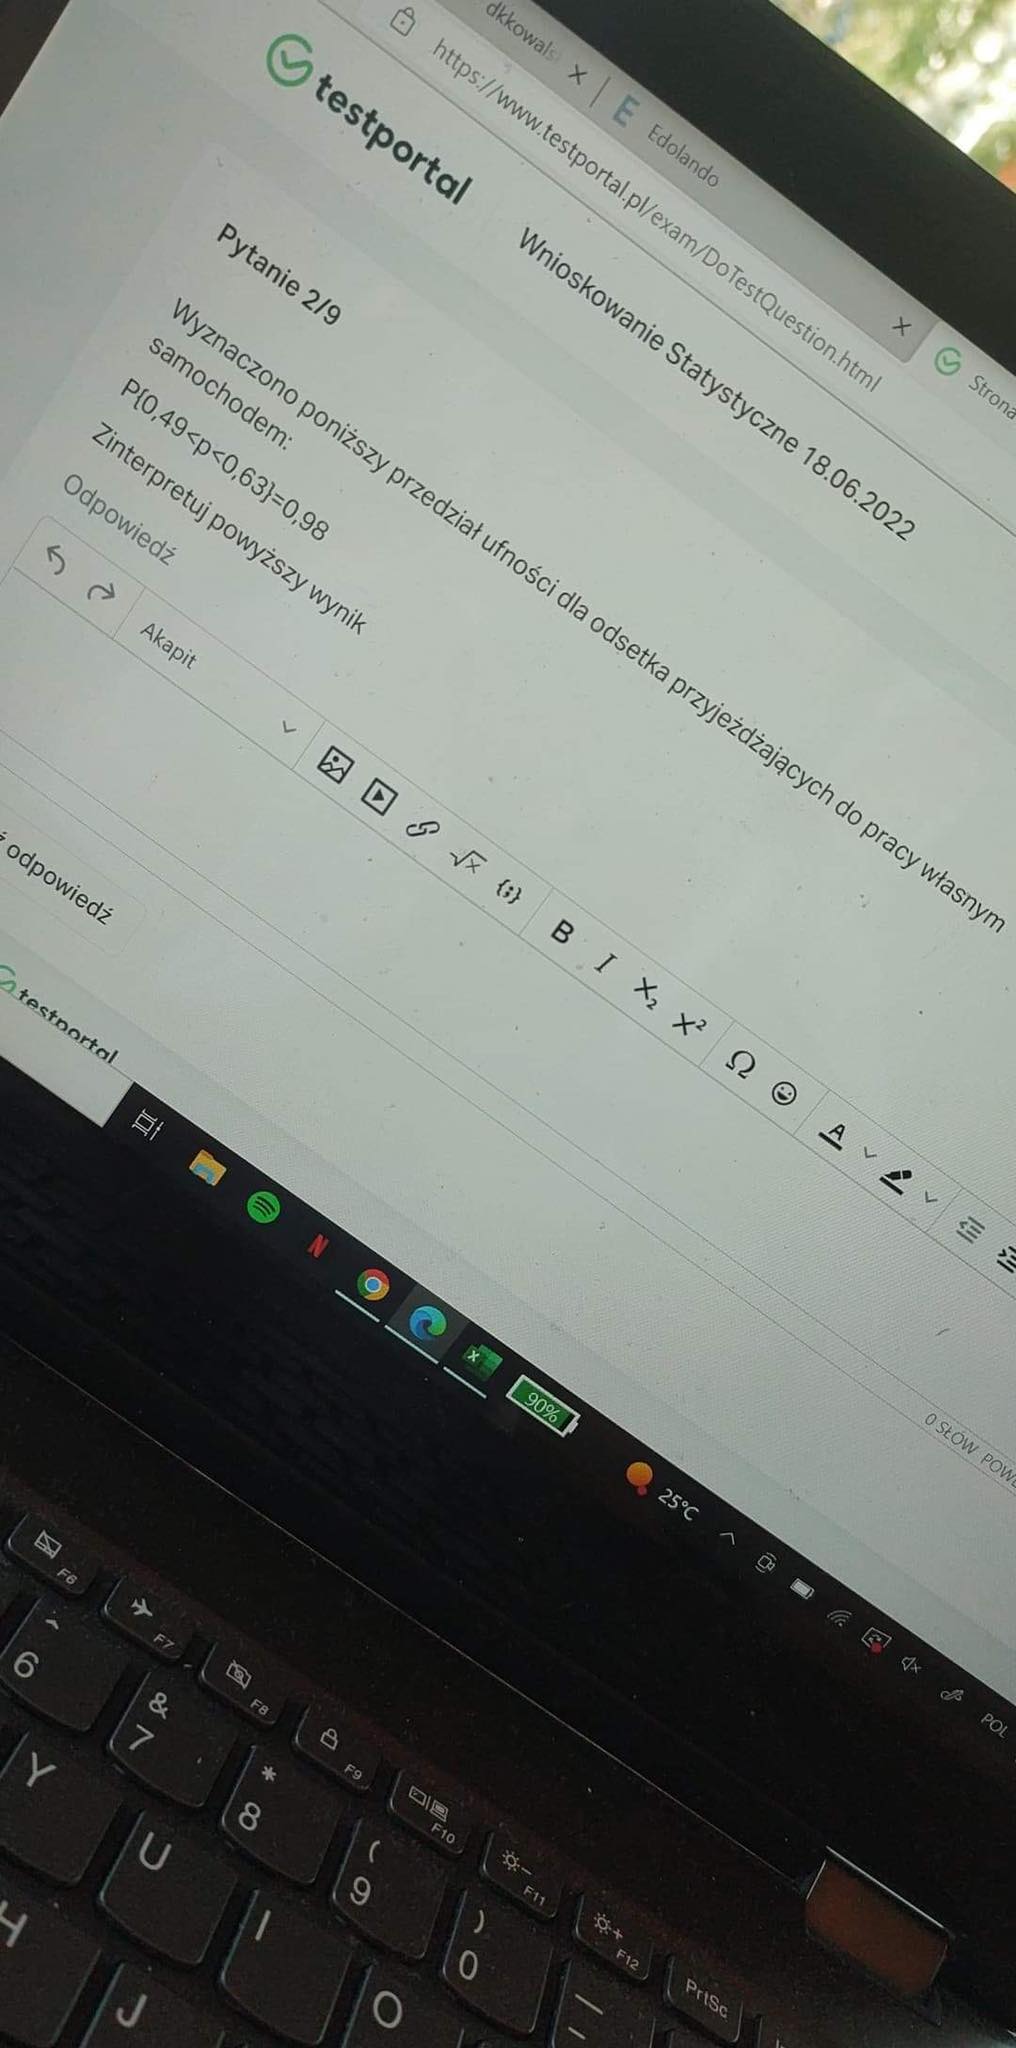 dkkowals
E Edolando
Strona
https://www.testportal.pl/exam/DoTestQuestion.html
testportal
Wnioskowanie Statystyczne 18.06.2022
Pytanie 2/9
Wyznaczono poniższy przedział ufności dla odsetka przyjeżdżających do pracy własnym
samochodem:
P{0,49<p<0,63}=0,98
Zinterpretuj powyższy wynik
Odpowiedź
Akapit
B I X₂ X² Ω A
0 SŁÓW
odpowiedź
testportal
90%
25°C
POL
F6 F7 F8 F9 F10 F11 F12 PrtSc
^ 6 & 7 * 8 ( 9 ) 0
Y U I O
H J